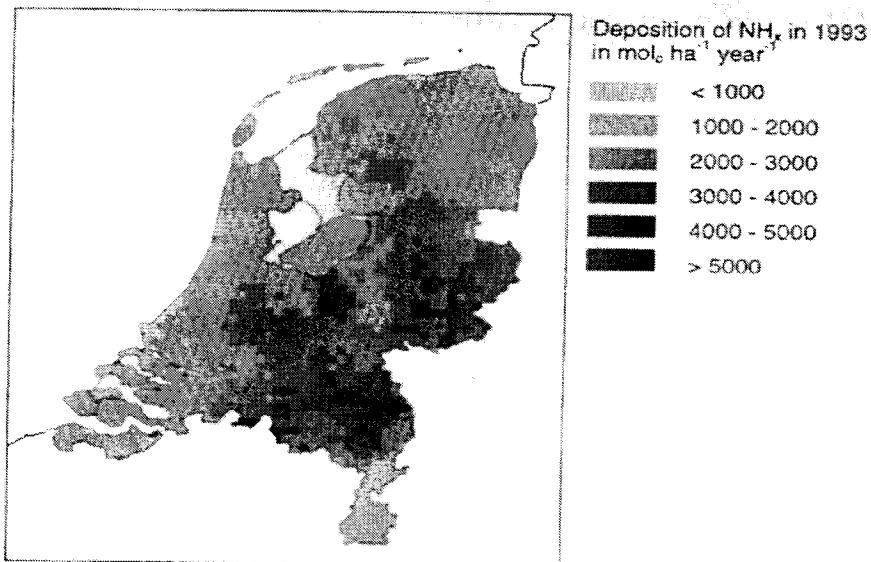 Deposition of NHₓ in 1993
in molc ha⁻¹ year⁻¹
< 1000
1000 - 2000
2000 - 3000
3000 - 4000
4000 - 5000
> 5000